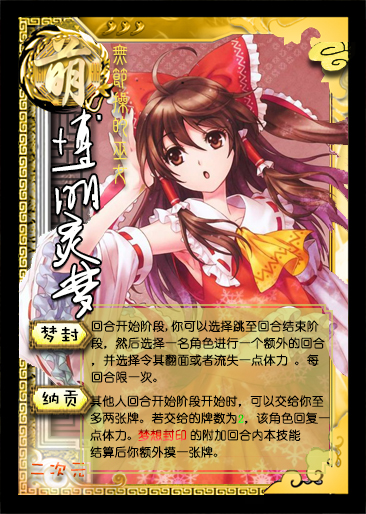 萌
無節操的巫女
博丽灵梦
梦封
回合开始阶段,你可以选择跳至回合结束阶
段，然后选择一名角色进行一个额外的回合
，并选择令其翻面或者流失一点体力 。每
回合限一次。
纳贡
其他人回合开始阶段开始时，可以交给你至
多两张牌。若交给的牌数为2，该角色回复一
点体力。梦想封印 的附加回合内本技能
结算后你额外摸一张牌。
二次元